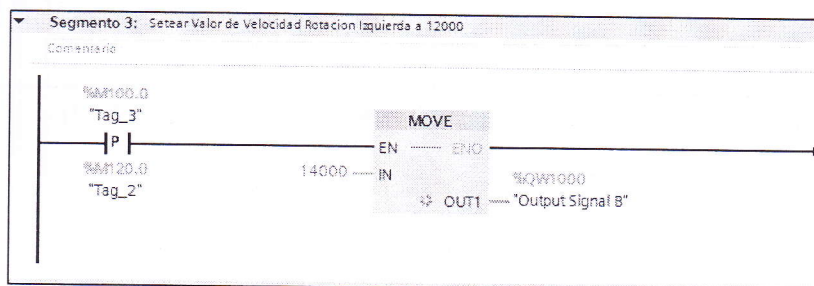 Segmento 3: Setear Valor de Velocidad Rotacion Izquierda a 12000
Comentario
%M100.0
"Tag_3"
P
%M120.0
"Tag_2"
MOVE
EN ENO
14000 IN
%QW1000
OUT1 "Output Signal B"